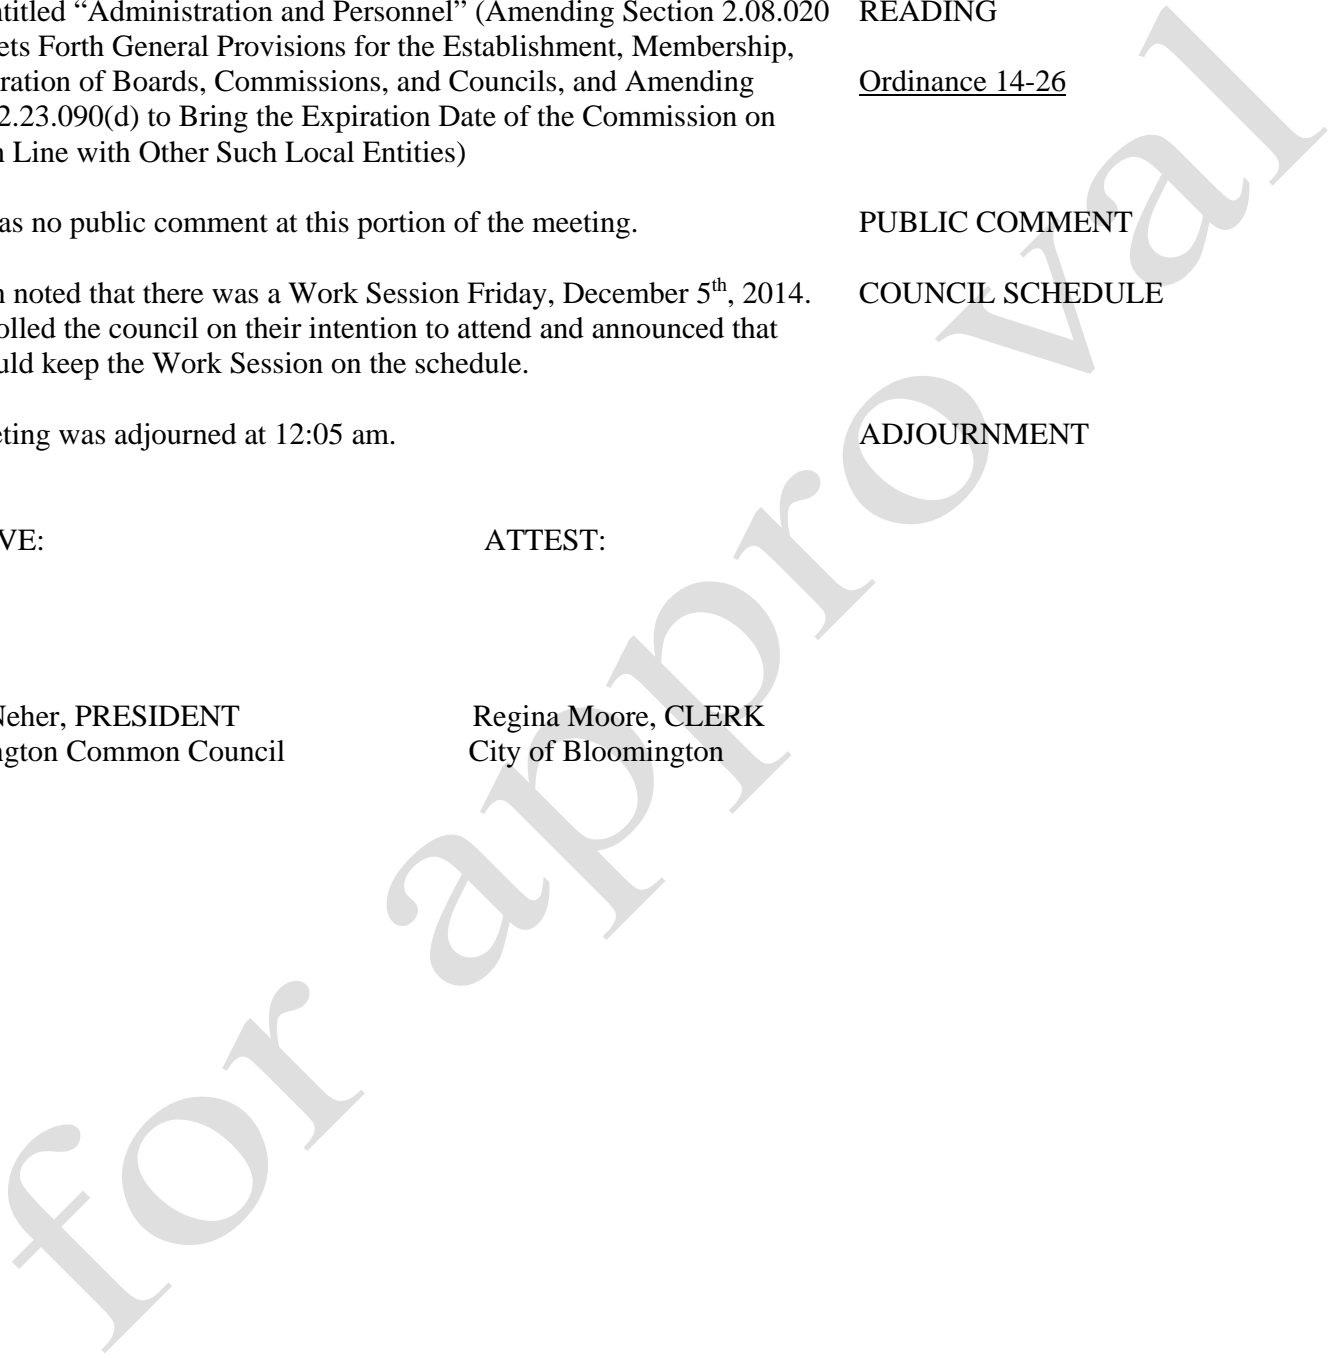 ntitled “Administration and Personnel” (Amending Section 2.08.020 READING
ets Forth General Provisions for the Establishment, Membership,
ration of Boards, Commissions, and Councils, and Amending Ordinance 14-26
2.23.090(d) to Bring the Expiration Date of the Commission on
n Line with Other Such Local Entities)
as no public comment at this portion of the meeting. PUBLIC COMMENT
n noted that there was a Work Session Friday, December 5th, 2014. COUNCIL SCHEDULE
olled the council on their intention to attend and announced that
uld keep the Work Session on the schedule.
eting was adjourned at 12:05 am. ADJOURNMENT
VE: ATTEST:
Neher, PRESIDENT Regina Moore, CLERK
ngton Common Council City of Bloomington
for approval